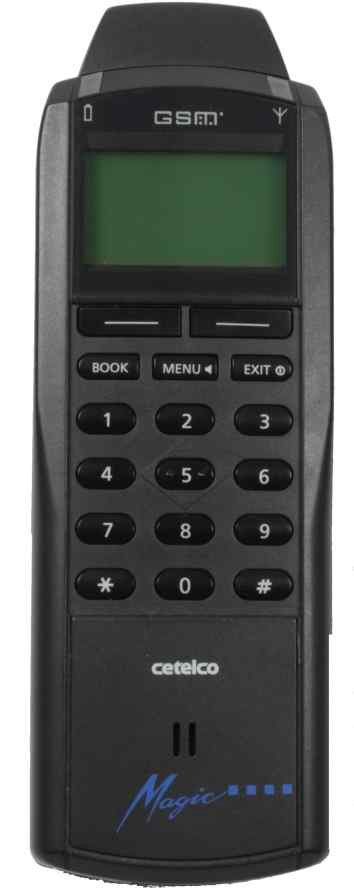 GSM
BOOK MENU EXIT
1 2 3
4 5 6
7 8 9
* 0 #
cetelco
Magic